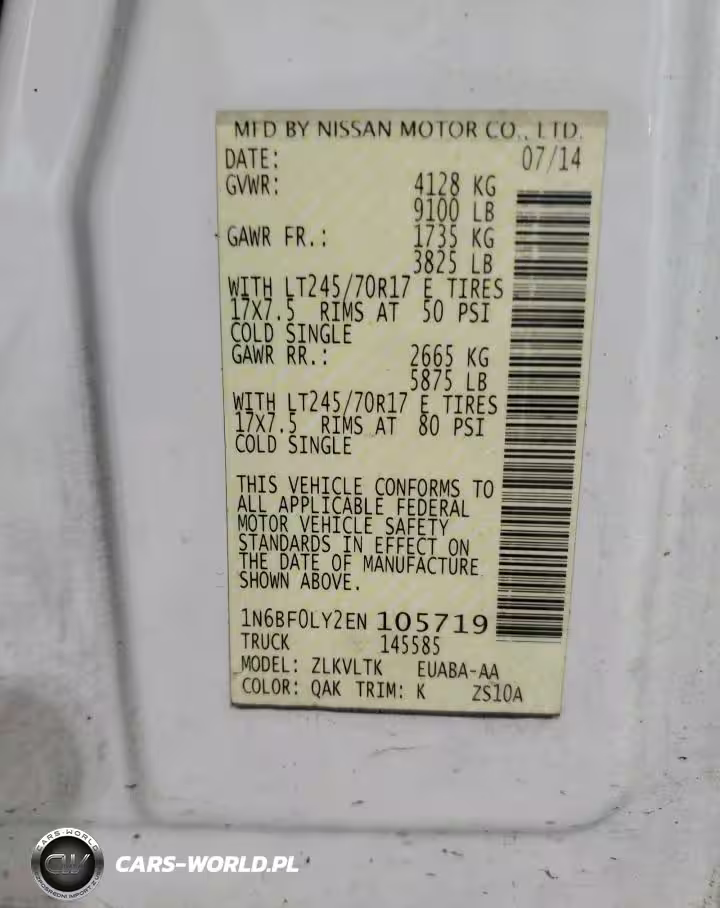 MFD BY NISSAN MOTOR CO., LTD.
DATE: 07/14
GVWR: 4128 KG
9100 LB
GAWR FR.: 1735 KG
3825 LB
WITH LT245/70R17 E TIRES
17X7.5 RIMS AT 50 PSI
COLD SINGLE
GAWR RR.: 2665 KG
5875 LB
WITH LT245/70R17 E TIRES
17X7.5 RIMS AT 80 PSI
COLD SINGLE
THIS VEHICLE CONFORMS TO
ALL APPLICABLE FEDERAL
MOTOR VEHICLE SAFETY
STANDARDS IN EFFECT ON
THE DATE OF MANUFACTURE
SHOWN ABOVE.
1N6BF0LY2EN 105719
TRUCK 145585
MODEL: ZLKVLTK EUABA-AA
COLOR: QAK TRIM: K ZS10A
CARS-WORLD
CW
CARS-WORLD.PL